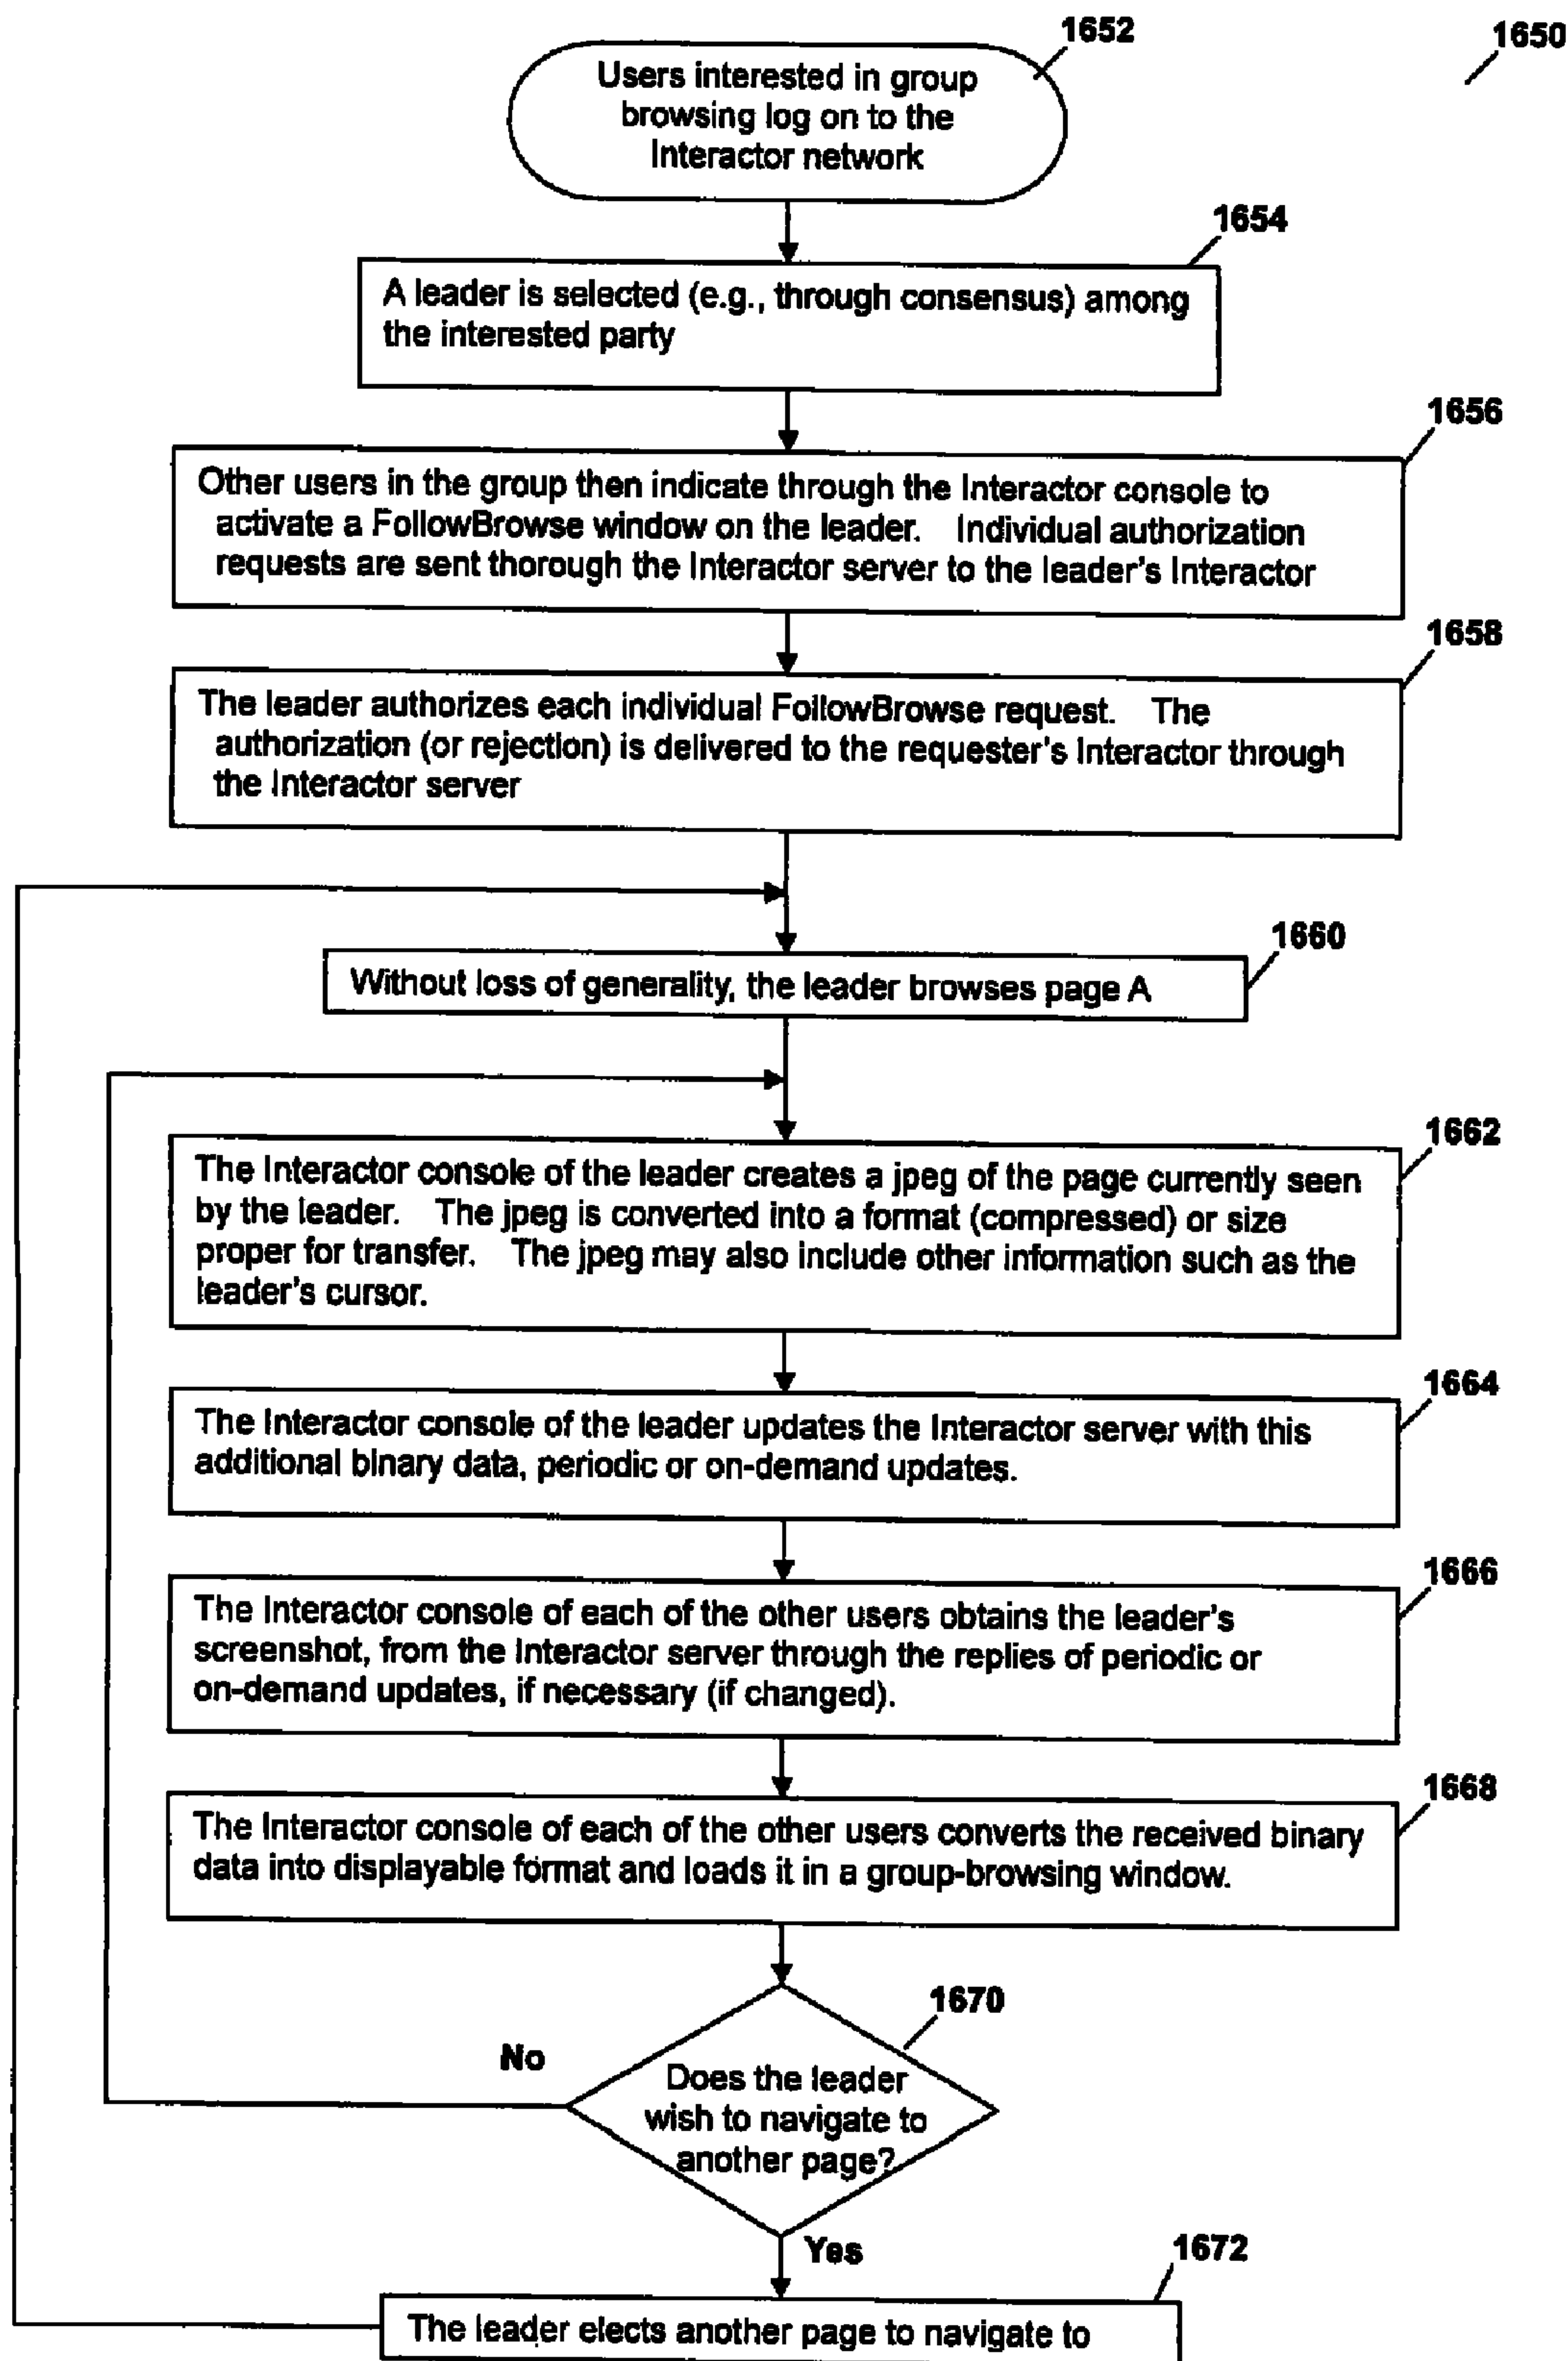 1652
1650
Users interested in group
browsing log on to the
Interactor network
1654
A leader is selected (e.g., through consensus) among
the interested party
1656
Other users in the group then indicate through the Interactor console to
activate a FollowBrowse window on the leader. Individual authorization
requests are sent thorough the Interactor server to the leader's Interactor
1658
The leader authorizes each individual FollowBrowse request. The
authorization (or rejection) is delivered to the requester's Interactor through
the Interactor server
1660
Without loss of generality, the leader browses page A
1662
The Interactor console of the leader creates a jpeg of the page currently seen
by the leader. The jpeg is converted into a format (compressed) or size
proper for transfer. The jpeg may also include other information such as the
leader's cursor.
1664
The Interactor console of the leader updates the Interactor server with this
additional binary data, periodic or on-demand updates.
1666
The Interactor console of each of the other users obtains the leader's
screenshot, from the Interactor server through the replies of periodic or
on-demand updates, if necessary (if changed).
1668
The Interactor console of each of the other users converts the received binary
data into displayable format and loads it in a group-browsing window.
1670
No
Does the leader
wish to navigate to
another page?
Yes
1672
The leader elects another page to navigate to